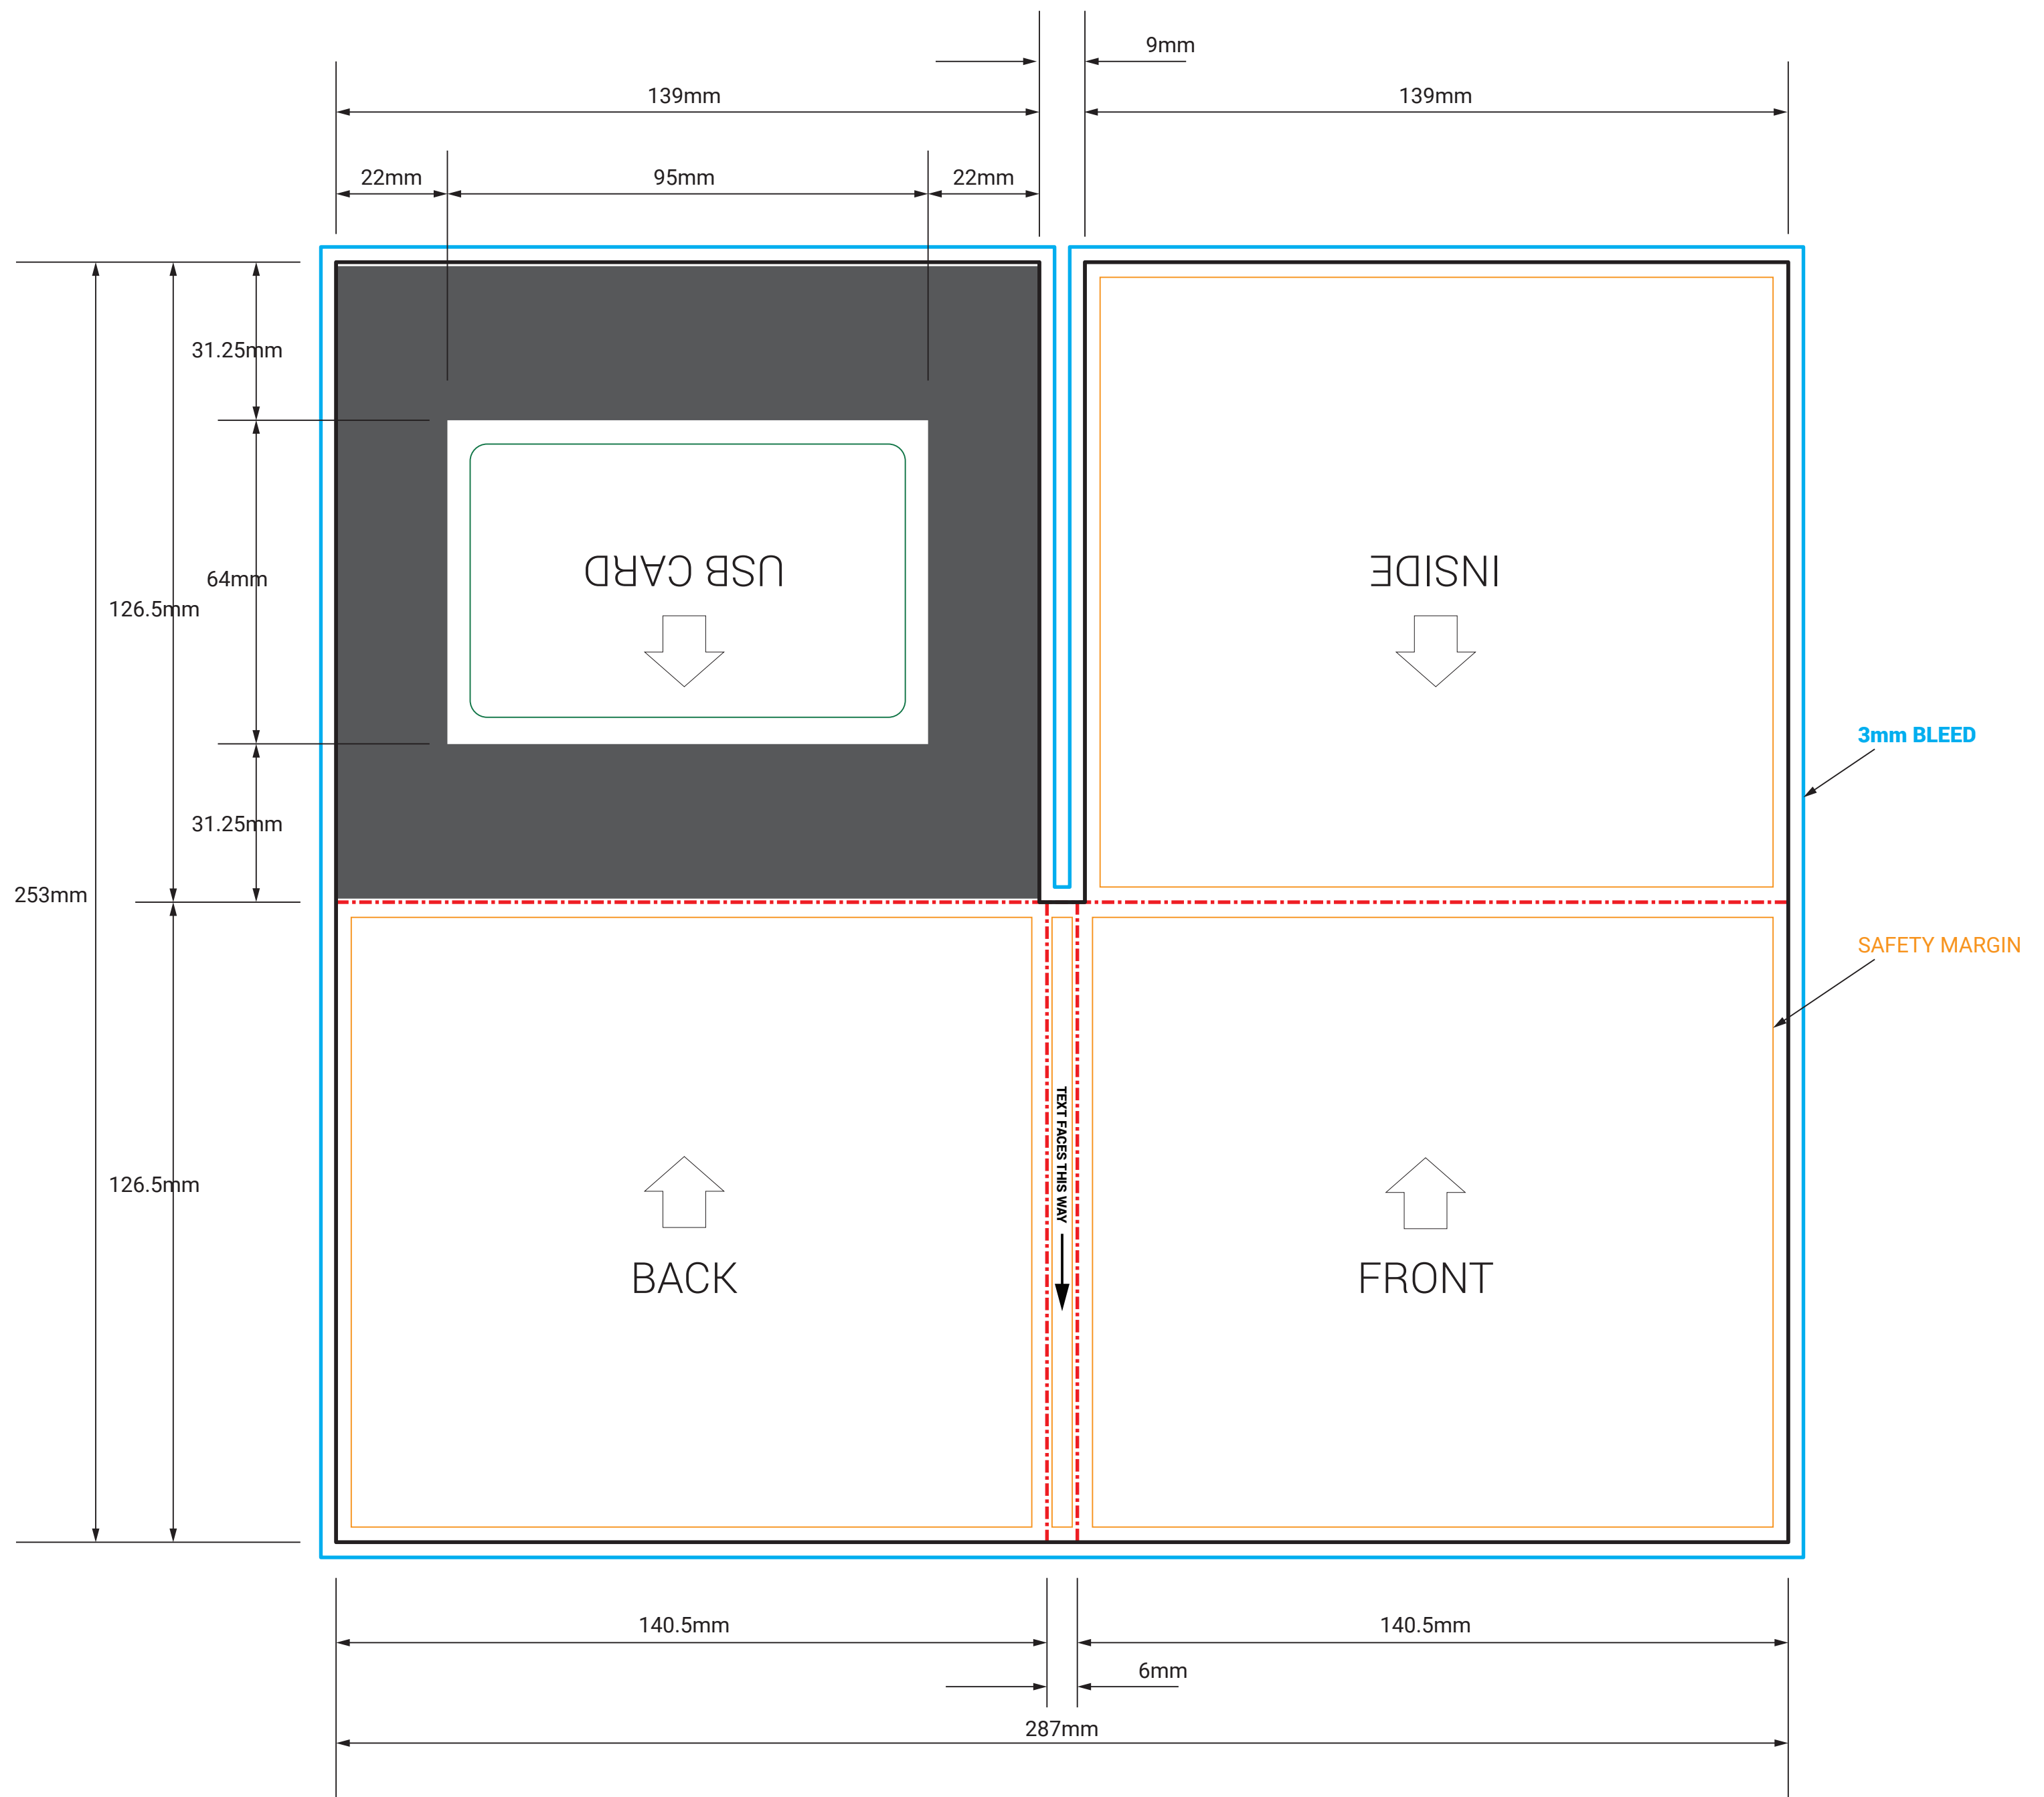 9mm
139mm
139mm
22mm
95mm
22mm
31.25mm
64mm
126.5mm
USB CARD
INSIDE
3mm BLEED
31.25mm
253mm
SAFETY MARGIN
TEXT FACES THIS WAY
126.5mm
BACK
FRONT
140.5mm
140.5mm
6mm
287mm